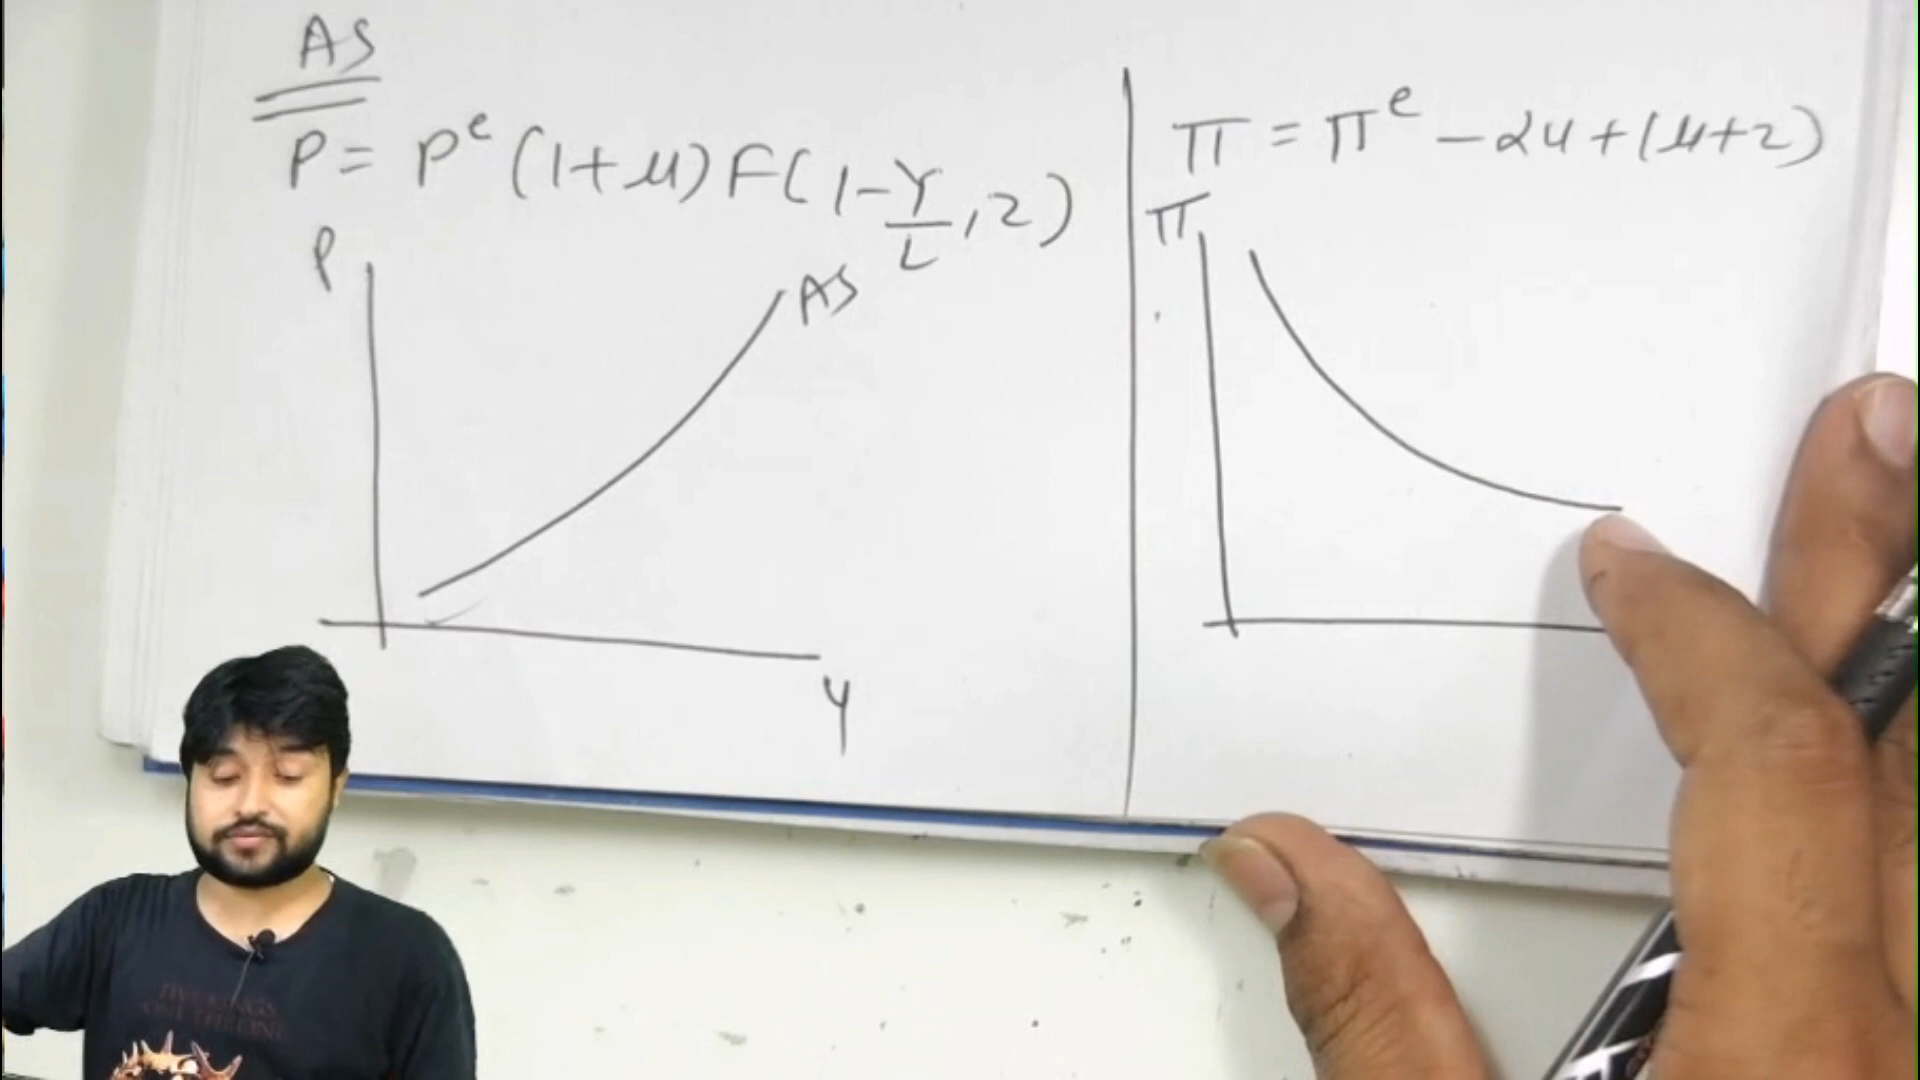 AS
P = P^e (1+μ) F(1-Y/L, z)
P
AS
Y
π = π^e - αu + (μ+z)
π